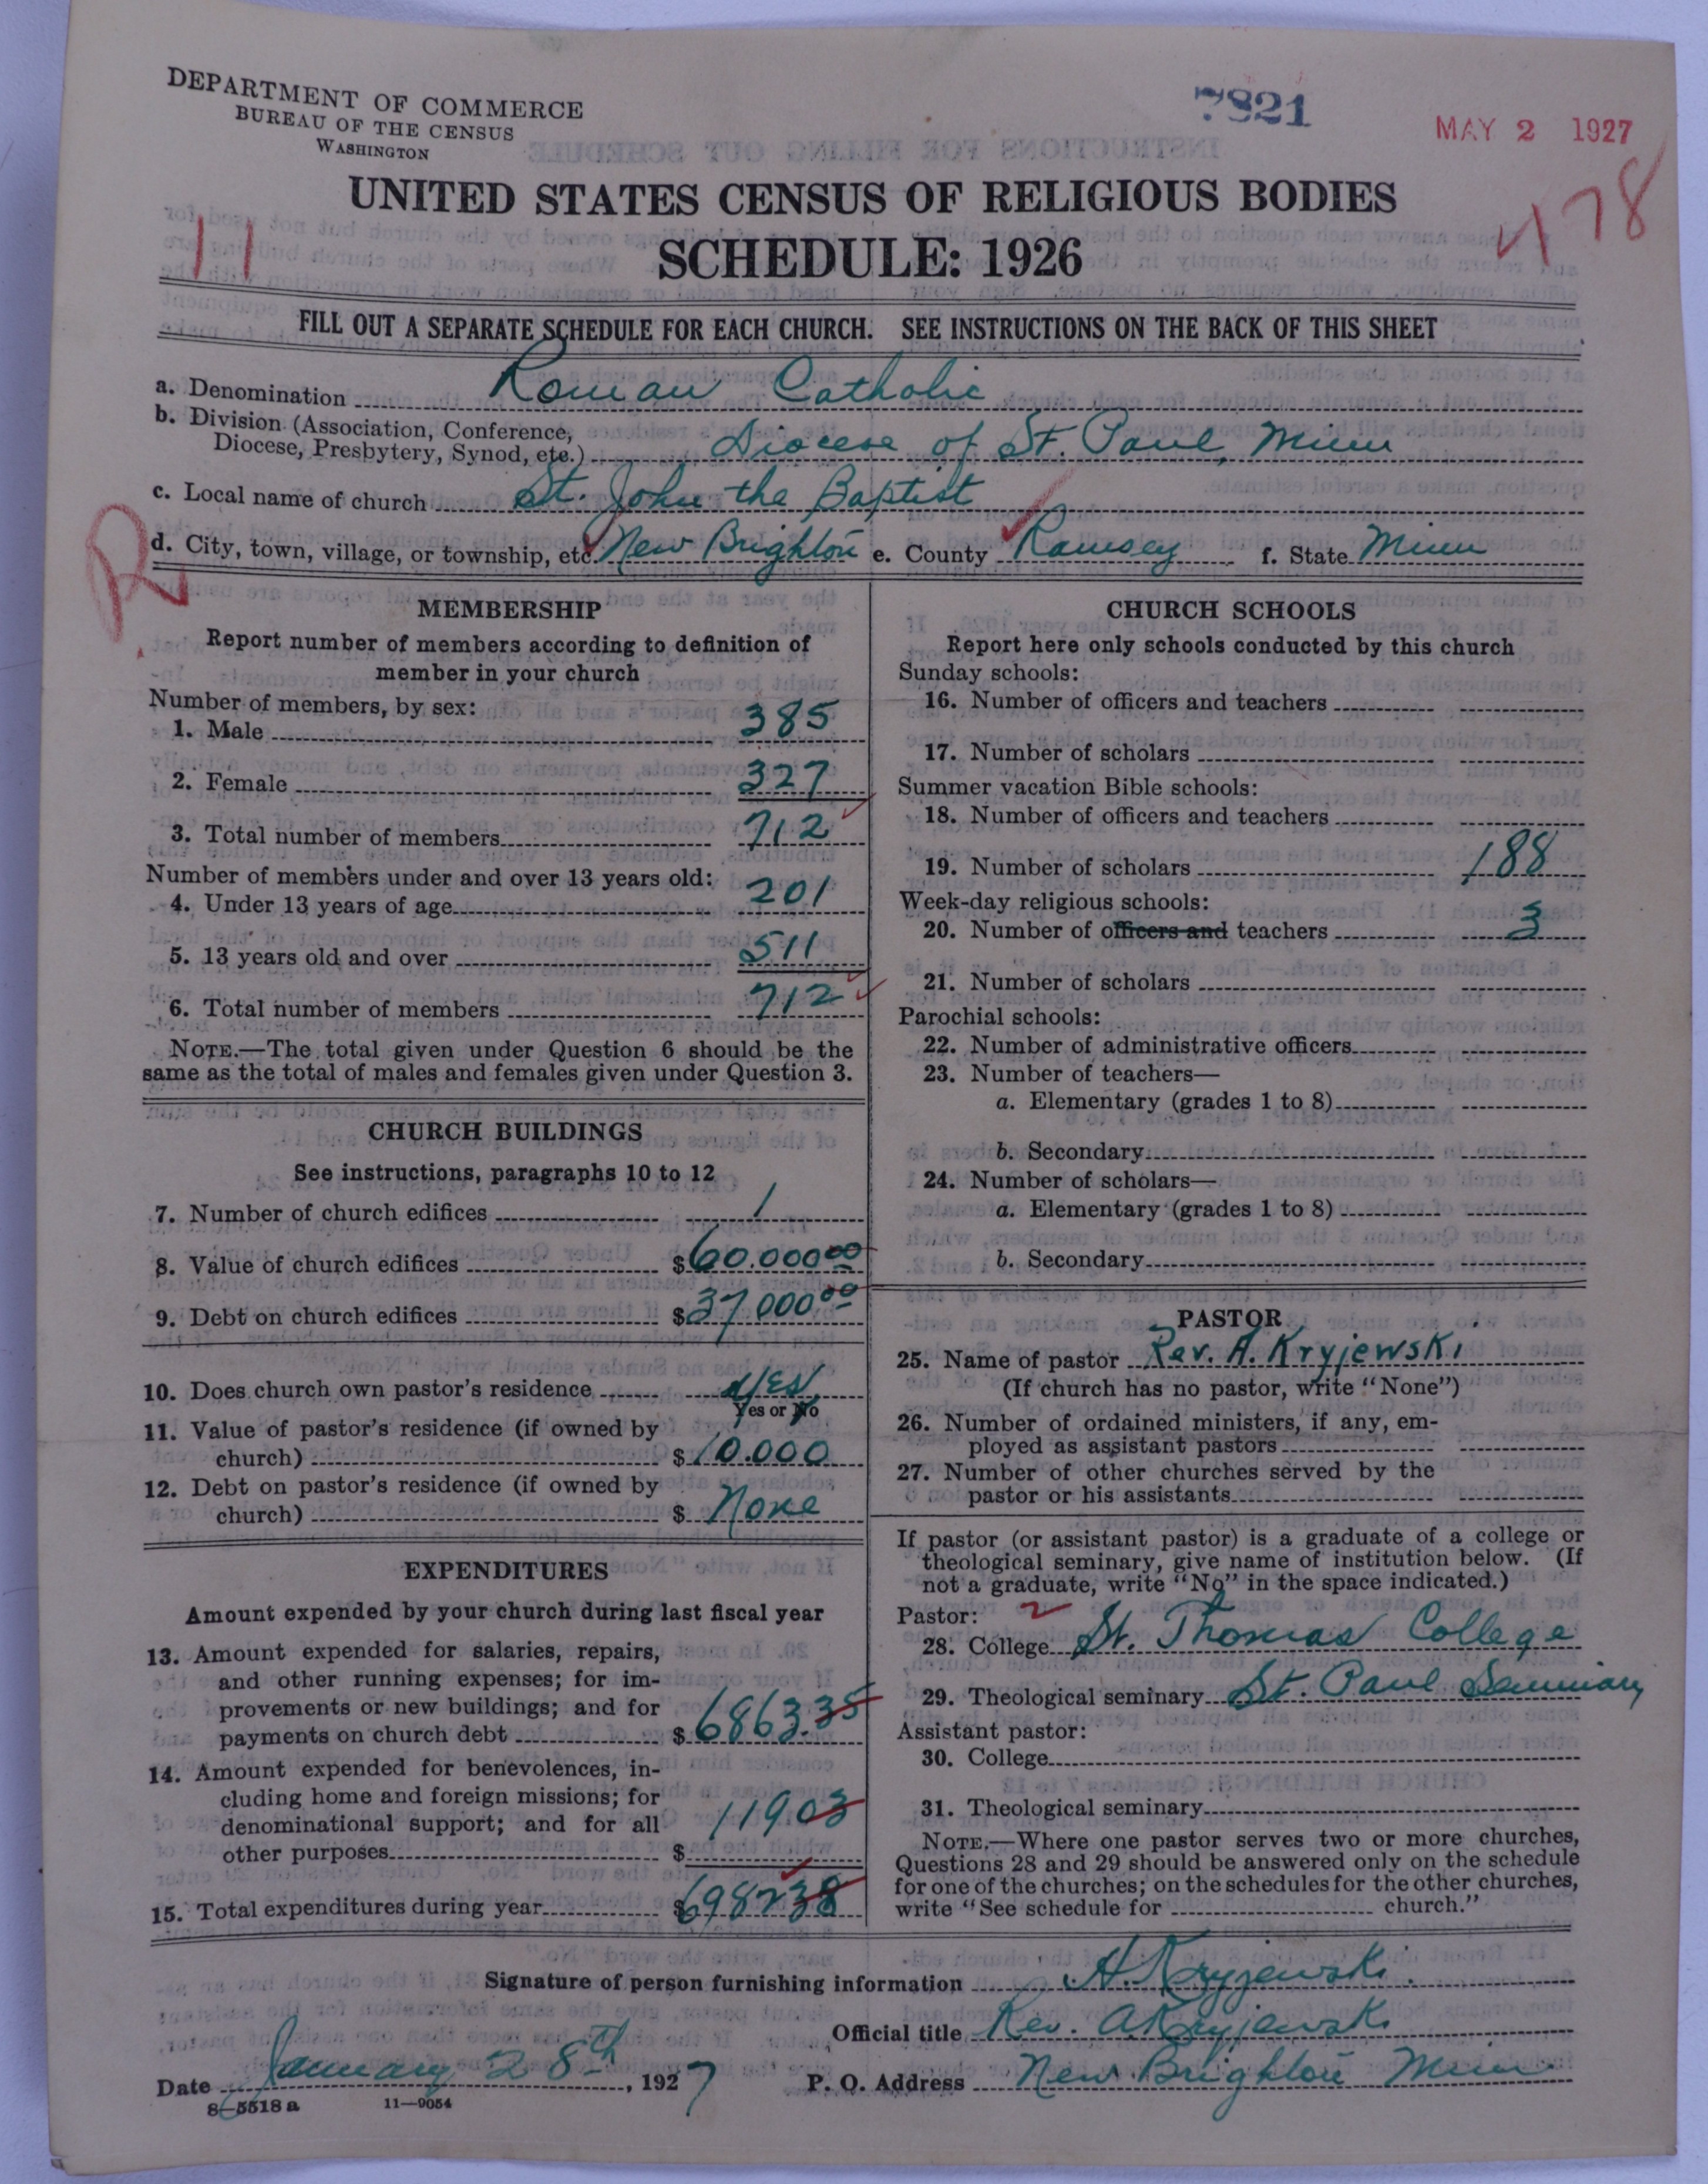 DEPARTMENT OF COMMERCE
BUREAU OF THE CENSUS
WASHINGTON
7821
MAY 2 1927
478
UNITED STATES CENSUS OF RELIGIOUS BODIES
11
SCHEDULE: 1926
FILL OUT A SEPARATE SCHEDULE FOR EACH CHURCH. SEE INSTRUCTIONS ON THE BACK OF THIS SHEET
a. Denomination Roman Catholic
b. Division (Association, Conference,
Diocese, Presbytery, Synod, etc.) Diocese of St. Paul, Minn
c. Local name of church St. John the Baptist
R
d. City, town, village, or township, etc. New Brighton e. County Ramsey f. State Minn
MEMBERSHIP
Report number of members according to definition of
member in your church
Number of members, by sex:
1. Male 385
2. Female 327
3. Total number of members 712
Number of members under and over 13 years old:
4. Under 13 years of age 201
5. 13 years old and over 511
6. Total number of members 712
NOTE.—The total given under Question 6 should be the
same as the total of males and females given under Question 3.
CHURCH BUILDINGS
See instructions, paragraphs 10 to 12
7. Number of church edifices 1
8. Value of church edifices $60.000 00
9. Debt on church edifices $37000 00
10. Does church own pastor's residence yes
Yes or No
11. Value of pastor's residence (if owned by
church) $10.000
12. Debt on pastor's residence (if owned by
church) $ None
EXPENDITURES
Amount expended by your church during last fiscal year
13. Amount expended for salaries, repairs,
and other running expenses; for im-
provements or new buildings; and for
payments on church debt $6863.35
14. Amount expended for benevolences, in-
cluding home and foreign missions; for
denominational support; and for all
other purposes $ 11903
15. Total expenditures during year $698238
CHURCH SCHOOLS
Report here only schools conducted by this church
Sunday schools:
16. Number of officers and teachers
17. Number of scholars
Summer vacation Bible schools:
18. Number of officers and teachers
19. Number of scholars 188
Week-day religious schools:
20. Number of officers and teachers 3
21. Number of scholars
Parochial schools:
22. Number of administrative officers
23. Number of teachers—
a. Elementary (grades 1 to 8)
b. Secondary
24. Number of scholars—
a. Elementary (grades 1 to 8)
b. Secondary
PASTOR
25. Name of pastor Rev. A. Kryjewski
(If church has no pastor, write "None")
26. Number of ordained ministers, if any, em-
ployed as assistant pastors
27. Number of other churches served by the
pastor or his assistants
If pastor (or assistant pastor) is a graduate of a college or
theological seminary, give name of institution below. (If
not a graduate, write "No" in the space indicated.)
Pastor: 2
28. College St. Thomas College
29. Theological seminary St. Paul Seminary
Assistant pastor:
30. College
31. Theological seminary
NOTE.—Where one pastor serves two or more churches,
Questions 28 and 29 should be answered only on the schedule
for one of the churches; on the schedules for the other churches,
write "See schedule for church."
Signature of person furnishing information A. Kryjewski.
Official title Rev. A Kryjewski
Date January 28th, 1927 P. O. Address New Brighton Minn.
8—5518 a 11—9054